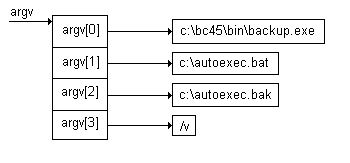 argv
argv[0] c:\bc45\bin\backup.exe
argv[1] c:\autoexec.bat
argv[2] c:\autoexec.bak
argv[3] /v